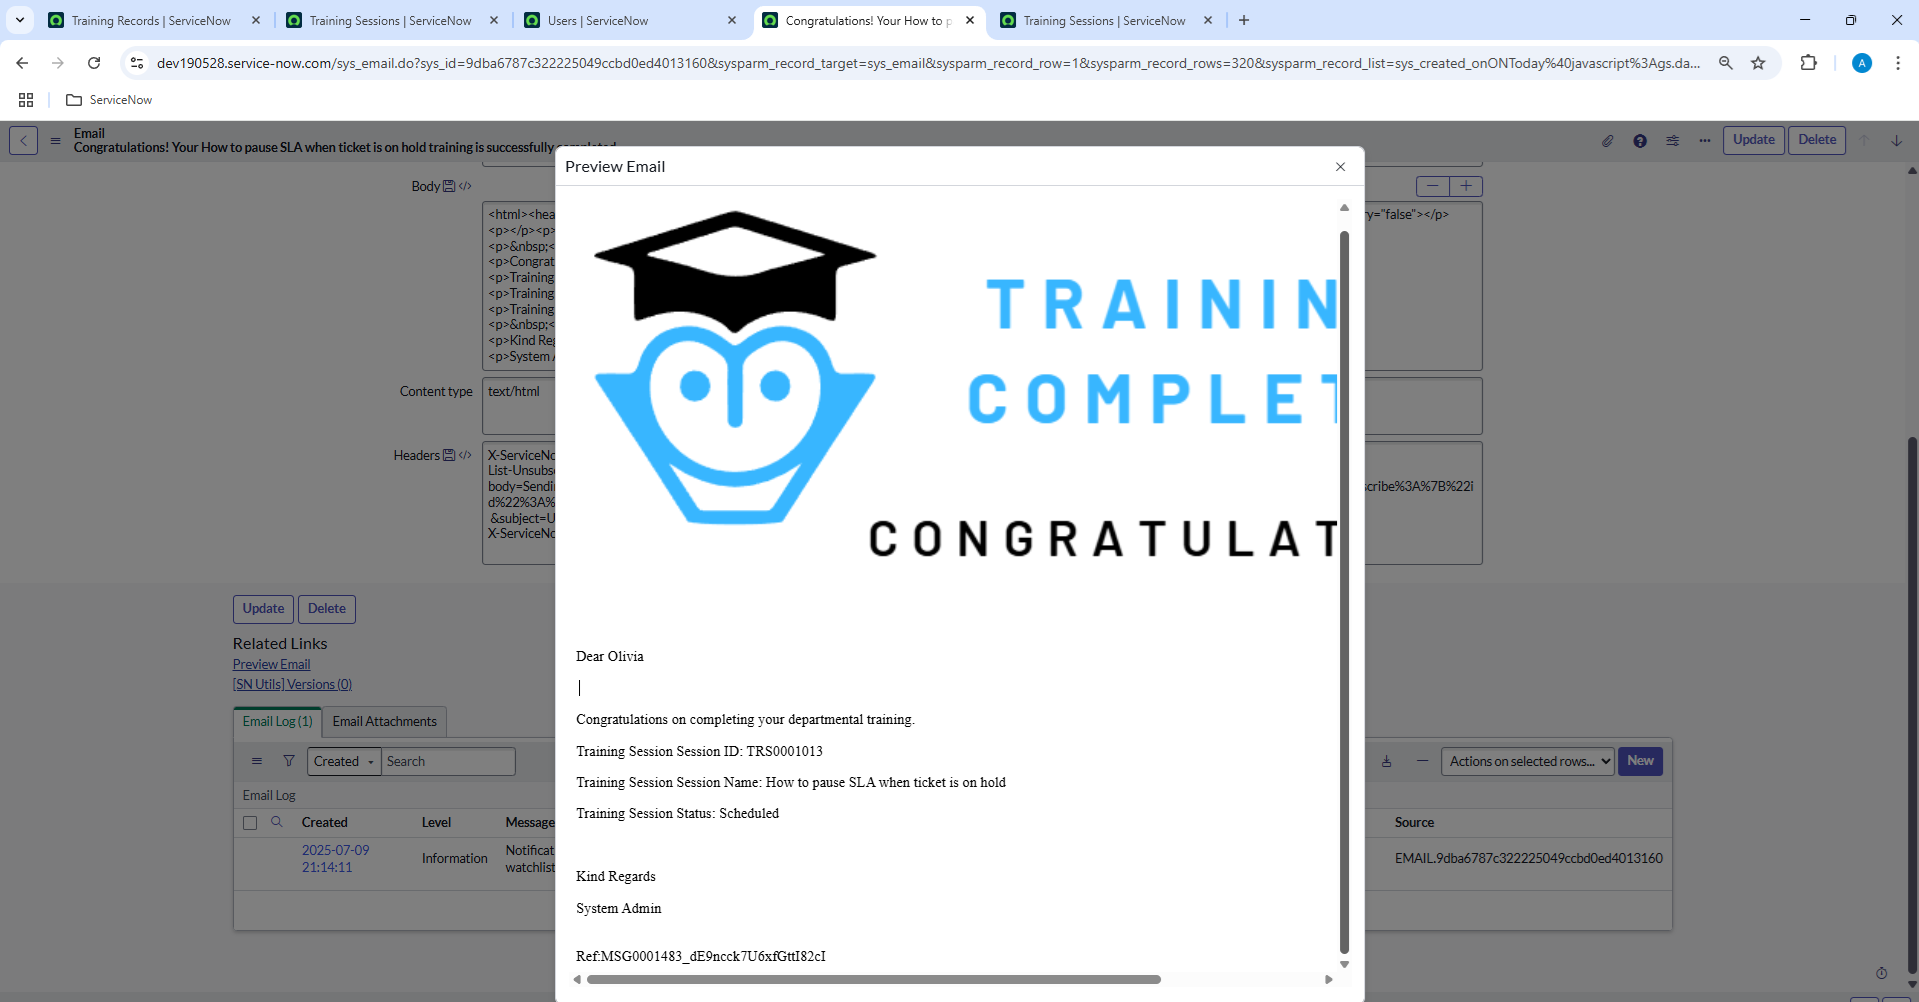 Training Records | ServiceNow
Training Sessions | ServiceNow
Users | ServiceNow
Congratulations! Your How to p
Training Sessions | ServiceNow
dev190528.service-now.com/sys_email.do?sys_id=9dba6787c322225049ccbd0ed4013160&sysparm_record_target=sys_email&sysparm_record_row=1&sysparm_record_rows=320&sysparm_record_list=sys_created_onONToday%40javascript%3Ags.da...
A
ServiceNow
Email
Congratulations! Your How to pause SLA when ticket is on hold training is successfully completed
Update
Delete
Preview Email
Body
<html><hea
ry="false"></p>
<p></p><p>
<p>&nbsp;<
<p>Congrat
<p>Training
<p>Training
<p>Training
<p>&nbsp;<
<p>Kind Reg
<p>System A
TRAININ
COMPLET
CONGRATULAT
Content type
text/html
Headers
X-ServiceNo
List-Unsubs
body=Sendin
cribe%3A%7B%22i
d%22%3A%
&subject=U
X-ServiceNo
Update
Delete
Related Links
Preview Email
[SN Utils] Versions (0)
Dear Olivia
Congratulations on completing your departmental training.
Training Session Session ID: TRS0001013
Training Session Session Name: How to pause SLA when ticket is on hold
Training Session Status: Scheduled
Kind Regards
System Admin
Ref:MSG0001483_dE9ncck7U6xfGttI82cI
Email Log (1)
Email Attachments
Created
Search
Actions on selected rows...
New
Email Log
Created
Level
Message
Source
2025-07-09
21:14:11
Information
Notificat
watchlist
EMAIL.9dba6787c322225049ccbd0ed4013160